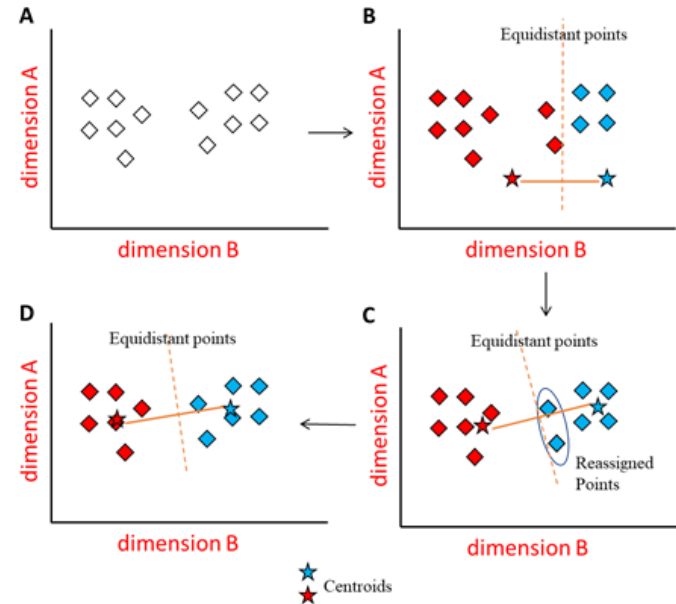 A
dimension A
dimension B
B
Equidistant points
dimension A
dimension B
D
Equidistant points
dimension A
dimension B
C
Equidistant points
dimension A
Reassigned
Points
dimension B
Centroids